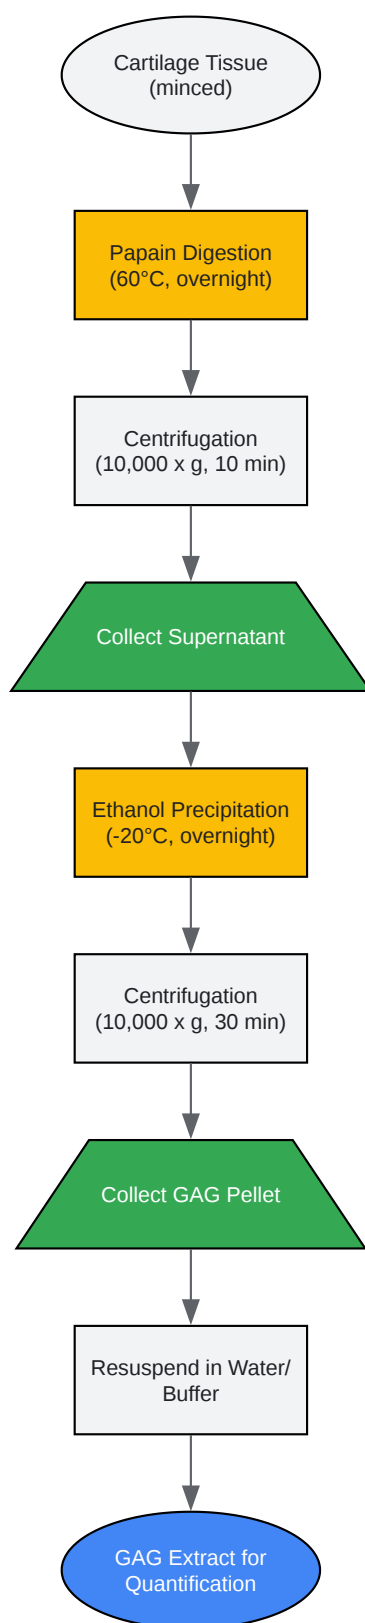 Cartilage Tissue
(minced)
Papain Digestion
(60°C, overnight)
Centrifugation
(10,000 x g, 10 min)
Collect Supernatant
Ethanol Precipitation
(-20°C, overnight)
Centrifugation
(10,000 x g, 30 min)
Collect GAG Pellet
Resuspend in Water/
Buffer
GAG Extract for
Quantification